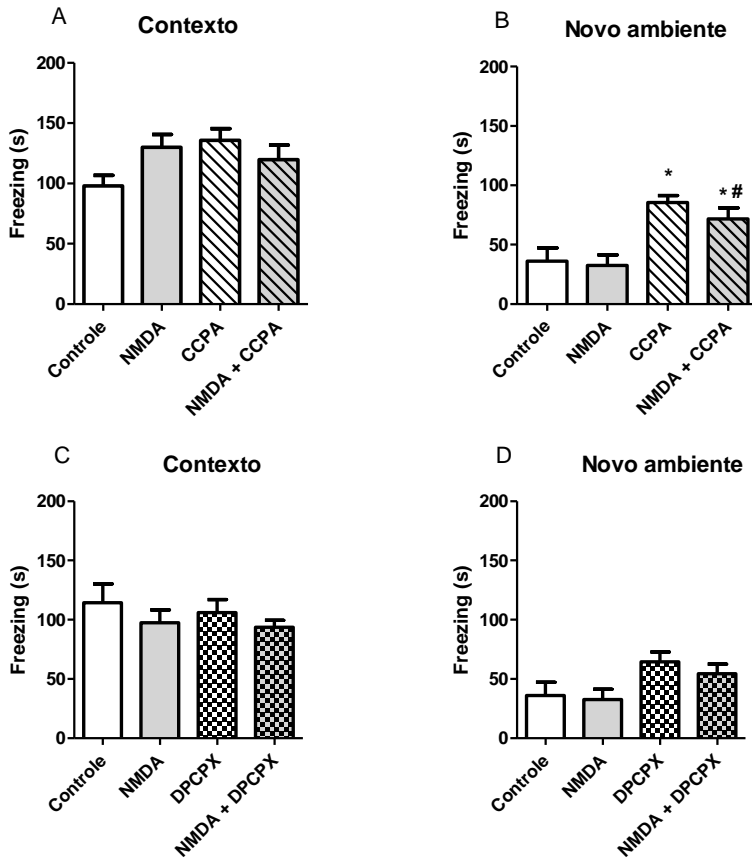 A
Contexto
Freezing (s)
200
150
100
50
0
Controle
NMDA
CCPA
NMDA + CCPA
B
Novo ambiente
Freezing (s)
200
150
100
50
0
*
*#
Controle
NMDA
CCPA
NMDA + CCPA
C
Contexto
Freezing (s)
200
150
100
50
0
Controle
NMDA
DPCPX
NMDA + DPCPX
D
Novo ambiente
Freezing (s)
200
150
100
50
0
Controle
NMDA
DPCPX
NMDA + DPCPX